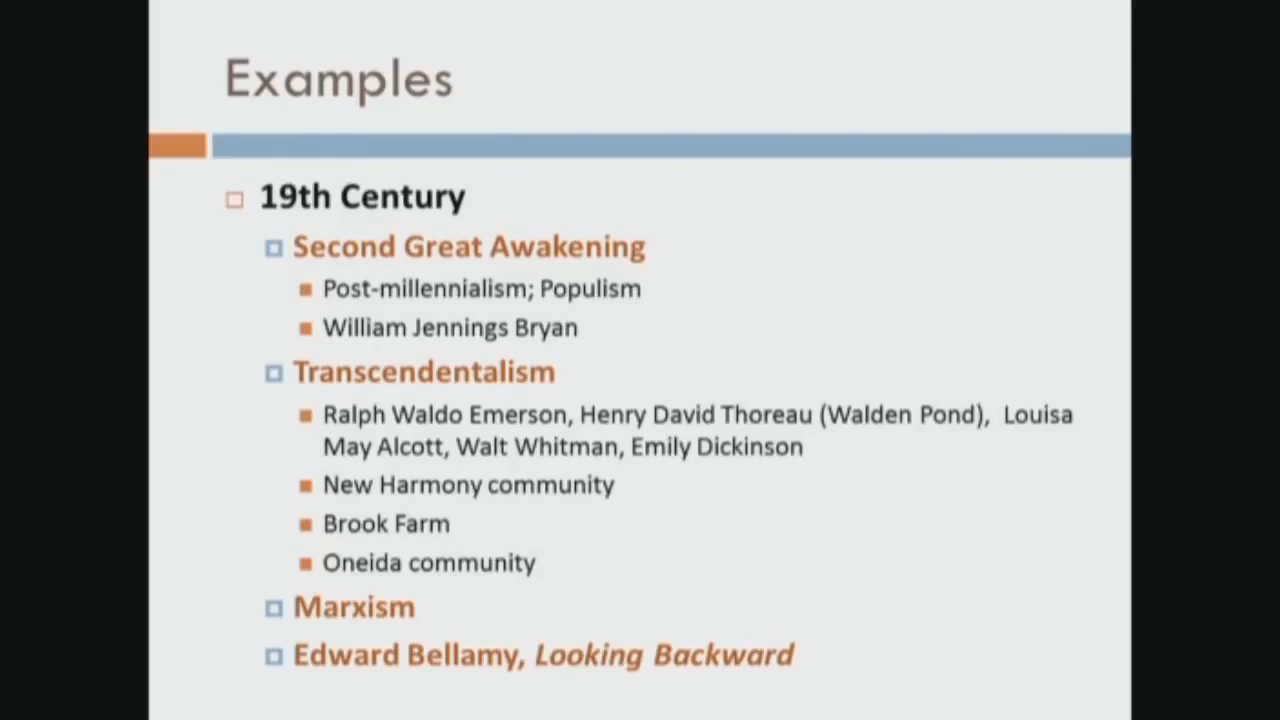 Examples
19th Century
Second Great Awakening
Post-millennialism; Populism
William Jennings Bryan
Transcendentalism
Ralph Waldo Emerson, Henry David Thoreau (Walden Pond), Louisa
May Alcott, Walt Whitman, Emily Dickinson
New Harmony community
Brook Farm
Oneida community
Marxism
Edward Bellamy, Looking Backward